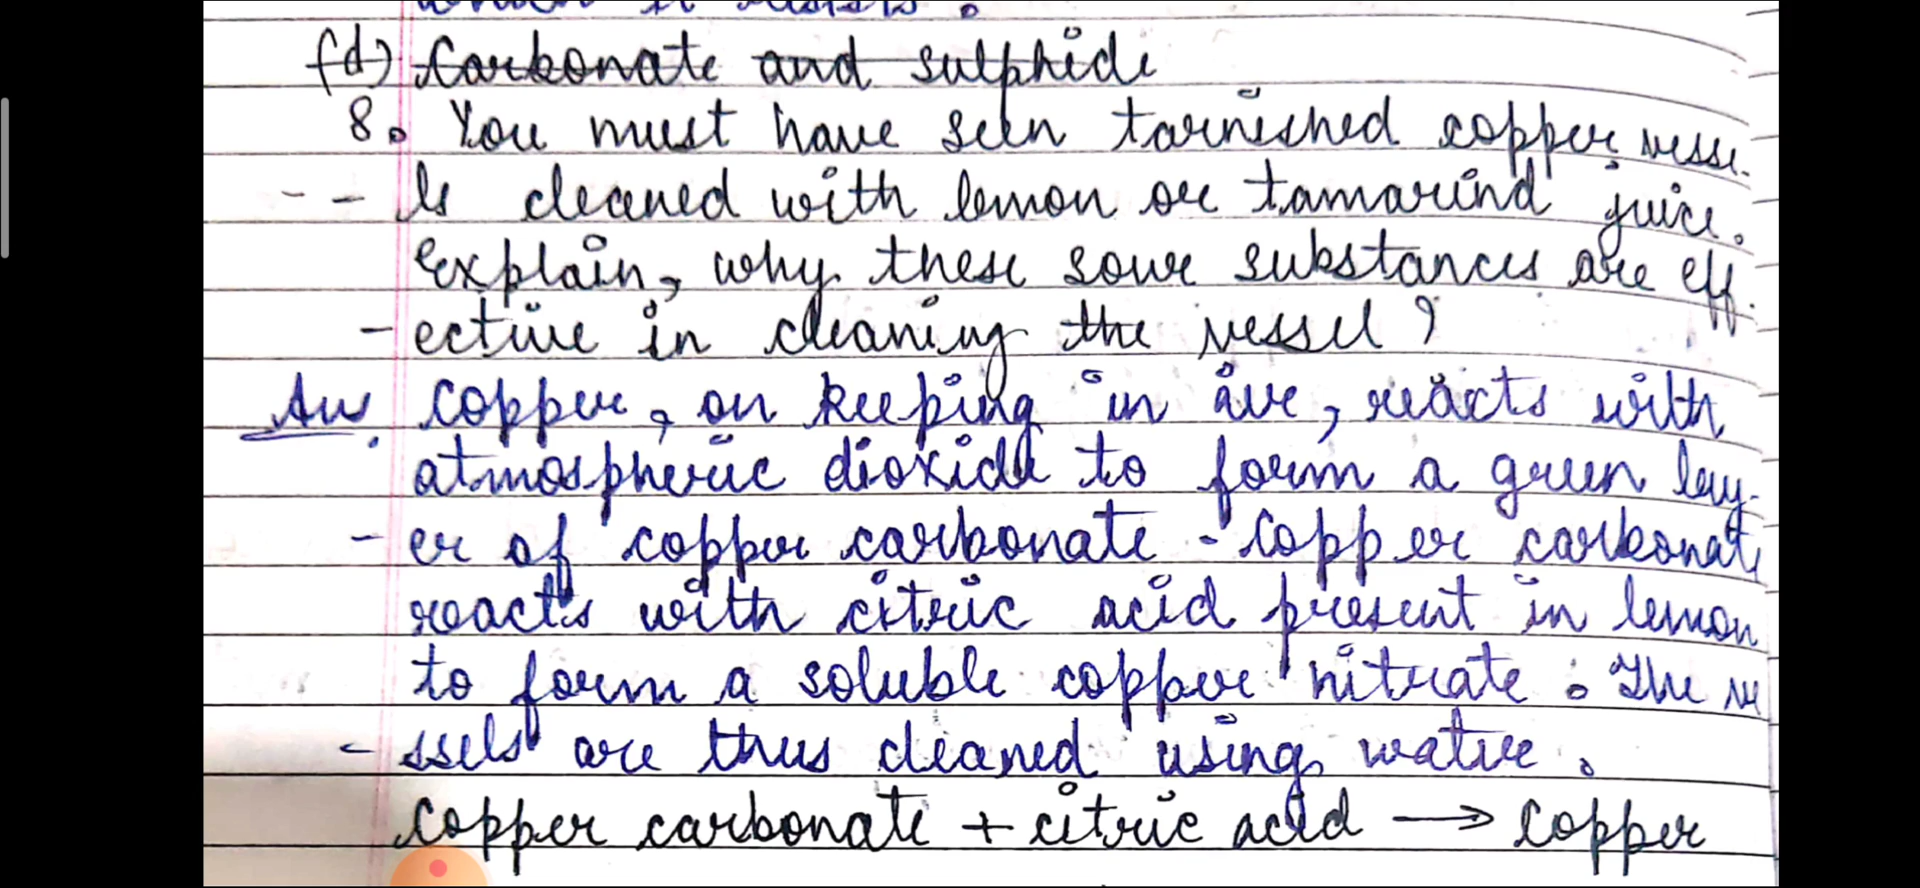 which it resists.
(d) Carbonate and sulphide
8. You must have seen tarnished copper vesse.
-- ls cleaned with lemon or tamarind juice.
Explain, why these sour substances are eff.
-ective in cleaning the vessel?
Ans. Copper, on keeping in air, reacts with
atmospheric dioxide to form a green lay-
-er of copper carbonate. Copper carbonate
reacts with citric acid present in lemon
to form a soluble copper nitrate. The ve
-ssels are thus cleaned using water.
Copper carbonate + citric acid → Copper